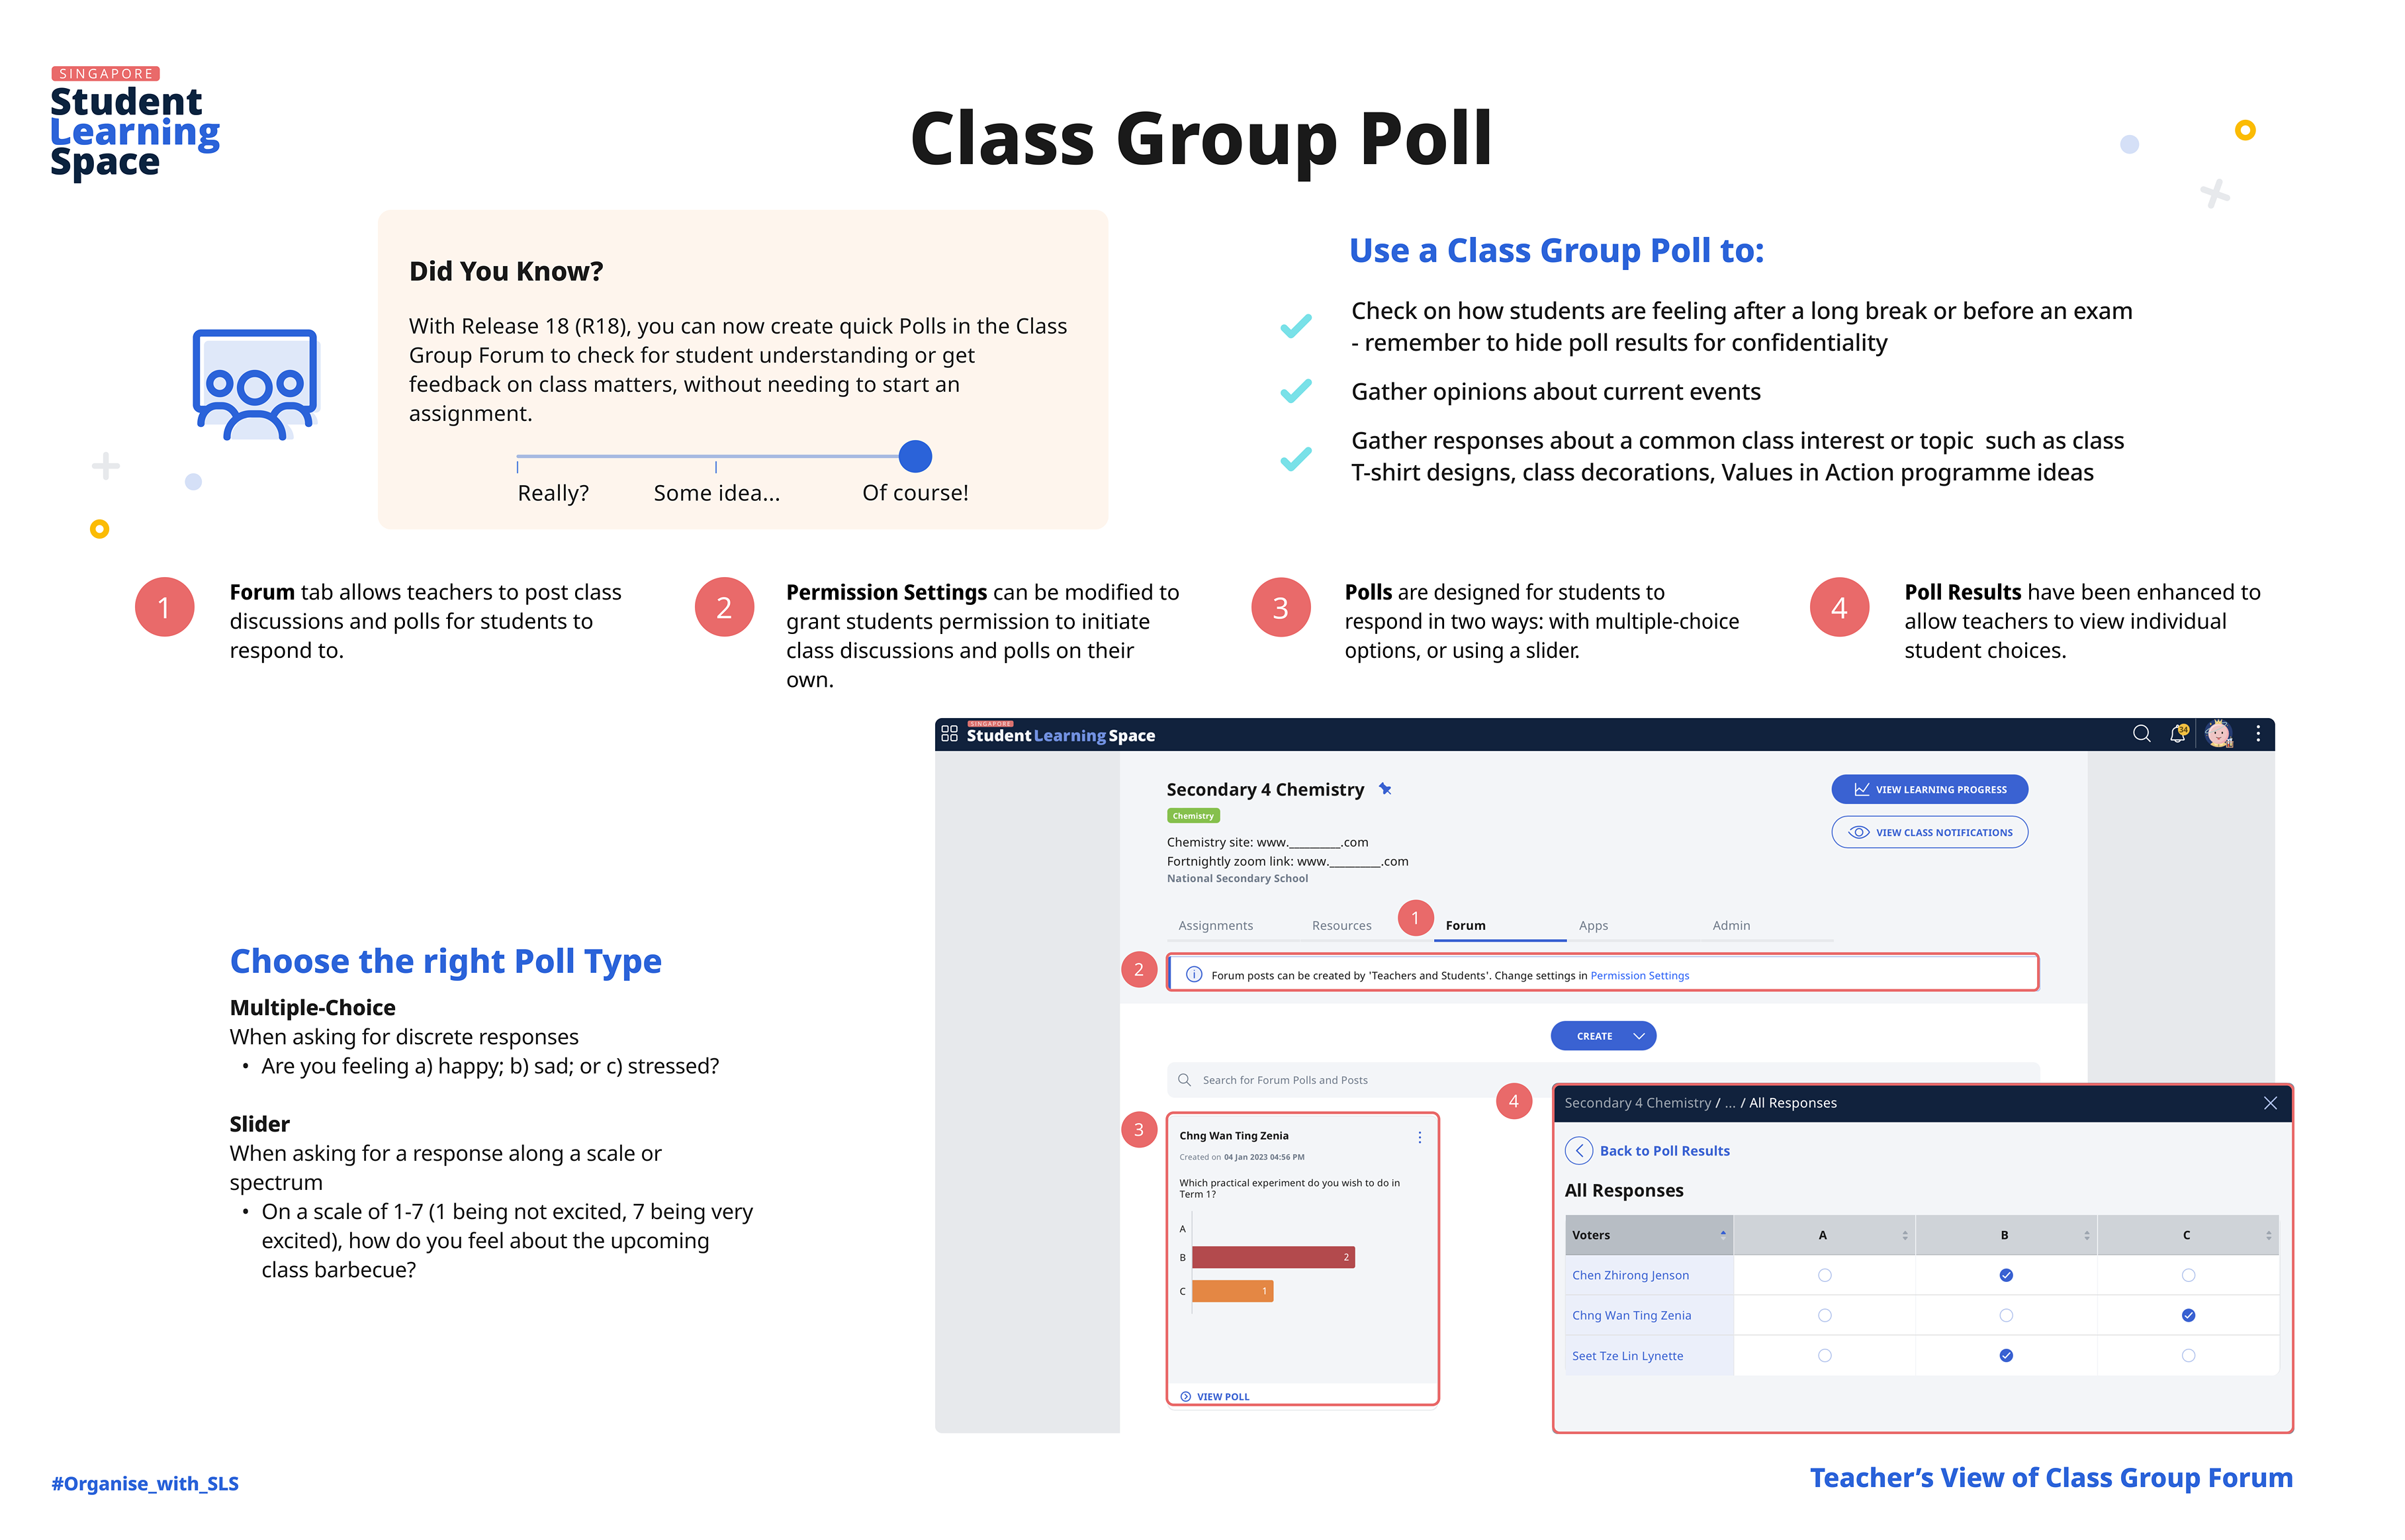 SINGAPORE
Student
Learning
Space
Class Group Poll
Did You Know?
With Release 18 (R18), you can now create quick Polls in the Class
Group Forum to check for student understanding or get
feedback on class matters, without needing to start an
assignment.
Really?
Some idea...
Of course!
Use a Class Group Poll to:
Check on how students are feeling after a long break or before an exam
- remember to hide poll results for confidentiality
Gather opinions about current events
Gather responses about a common class interest or topic  such as class
T-shirt designs, class decorations, Values in Action programme ideas
1
Forum tab allows teachers to post class
discussions and polls for students to
respond to.
2
Permission Settings can be modified to
grant students permission to initiate
class discussions and polls on their
own.
3
Polls are designed for students to
respond in two ways: with multiple-choice
options, or using a slider.
4
Poll Results have been enhanced to
allow teachers to view individual
student choices.
Choose the right Poll Type
Multiple-Choice
When asking for discrete responses
• Are you feeling a) happy; b) sad; or c) stressed?
Slider
When asking for a response along a scale or
spectrum
• On a scale of 1-7 (1 being not excited, 7 being very
excited), how do you feel about the upcoming
class barbecue?
SINGAPORE
Student Learning Space
Secondary 4 Chemistry
Chemistry
Chemistry site: www._________.com
Fortnightly zoom link: www._________.com
National Secondary School
VIEW LEARNING PROGRESS
VIEW CLASS NOTIFICATIONS
Assignments
Resources
1
Forum
Apps
Admin
2
Forum posts can be created by 'Teachers and Students'. Change settings in Permission Settings
CREATE
Search for Forum Polls and Posts
3
Chng Wan Ting Zenia
Created on 04 Jan 2023 04:56 PM
Which practical experiment do you wish to do in
Term 1?
A
B 2
C 1
VIEW POLL
4
Secondary 4 Chemistry / ... / All Responses
Back to Poll Results
All Responses
Voters A B C
Chen Zhirong Jenson
Chng Wan Ting Zenia
Seet Tze Lin Lynette
#Organise_with_SLS
Teacher’s View of Class Group Forum